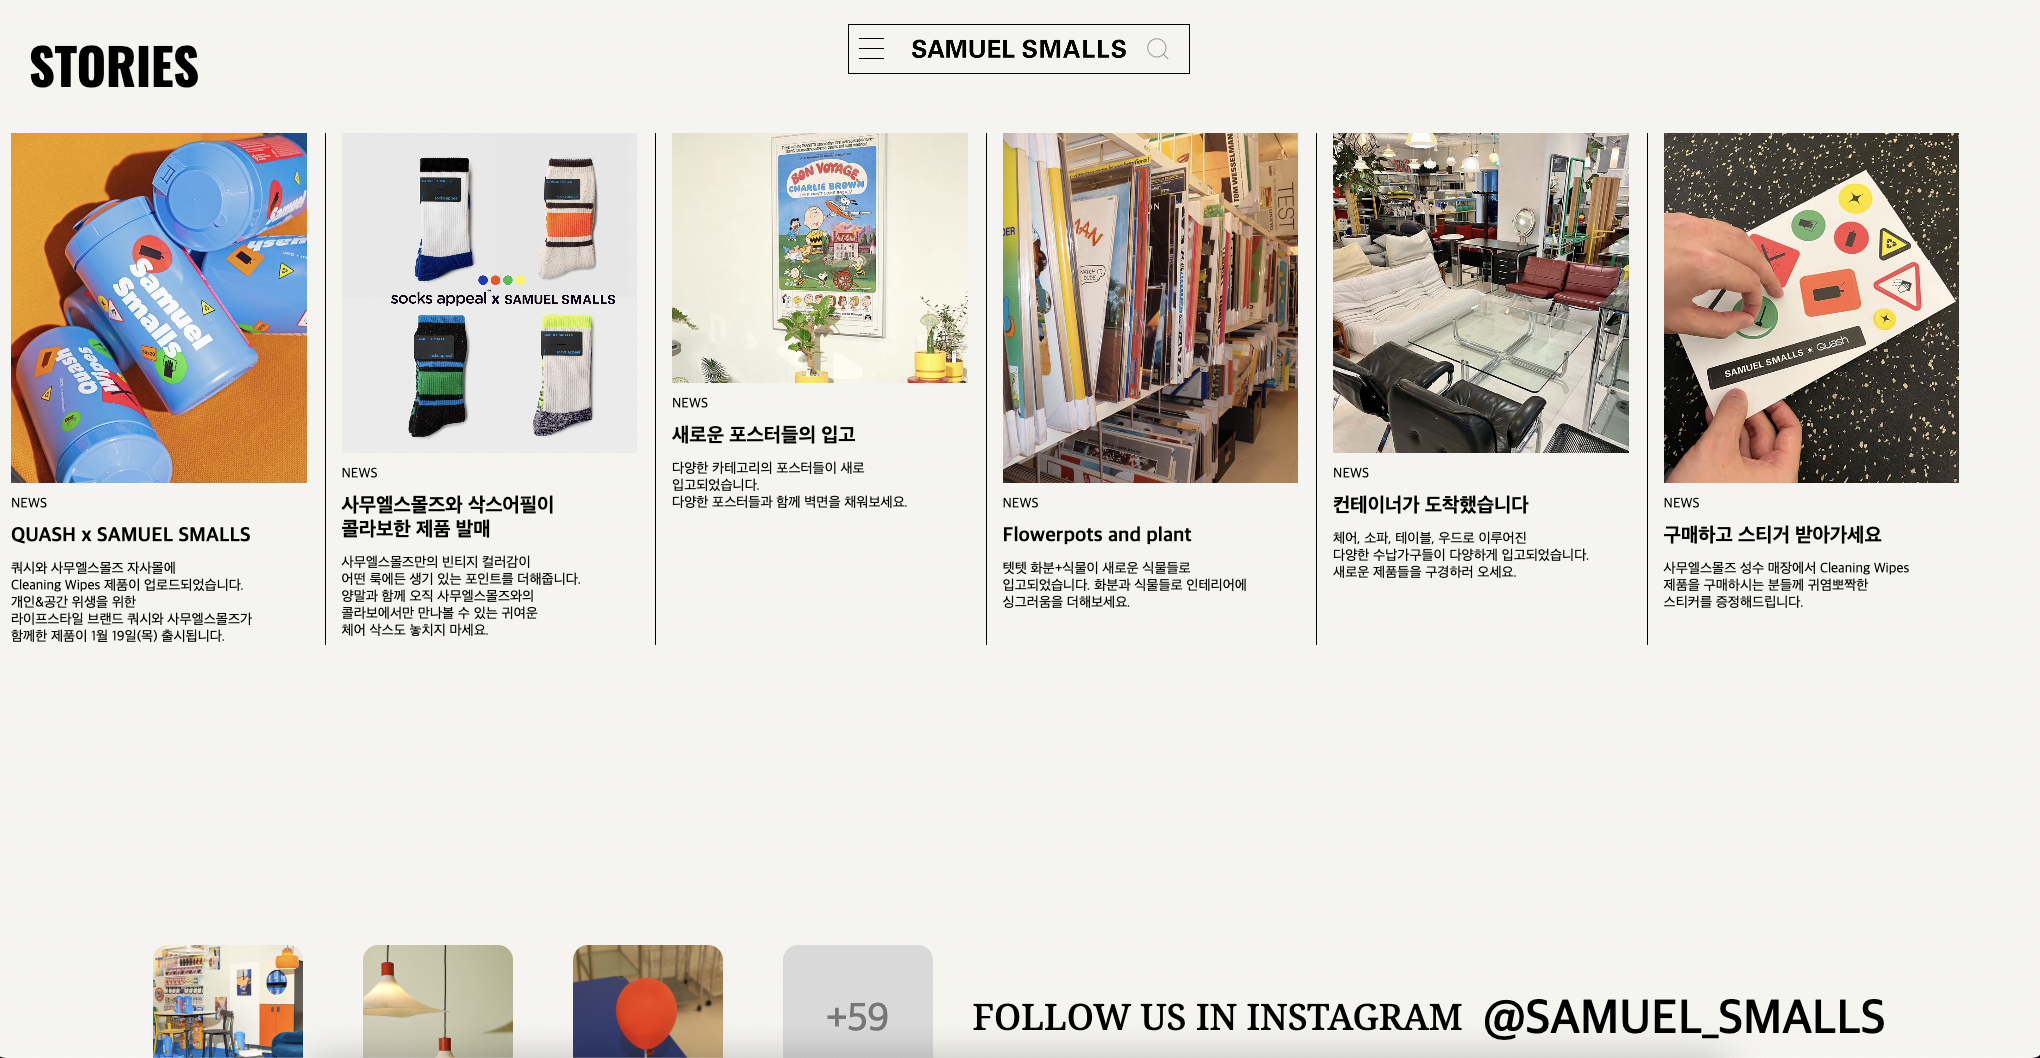 STORIES
SAMUEL SMALLS
Samuel
Smalls
Quash
Wipes
socks appeal x SAMUEL SMALLS
BON VOYAGE,
CHARLIE BROWN
TOM WESSELMANN
SAMUEL SMALLS × Quash
NEWS
QUASH x SAMUEL SMALLS
쿼시와 사무엘스몰즈 자사몰에
Cleaning Wipes 제품이 업로드되었습니다.
개인&공간 위생을 위한
라이프스타일 브랜드 쿼시와 사무엘스몰즈가
함께한 제품이 1월 19일(목) 출시됩니다.
NEWS
사무엘스몰즈와 삭스어필이
콜라보한 제품 발매
사무엘스몰즈만의 빈티지 컬러감이
어떤 룩에든 생기 있는 포인트를 더해줍니다.
양말과 함께 오직 사무엘스몰즈와의
콜라보에서만 만나볼 수 있는 귀여운
체어 삭스도 놓치지 마세요.
NEWS
새로운 포스터들의 입고
다양한 카테고리의 포스터들이 새로
입고되었습니다.
다양한 포스터들과 함께 벽면을 채워보세요.
NEWS
Flowerpots and plant
텟텟 화분+식물이 새로운 식물들로
입고되었습니다. 화분과 식물들로 인테리어에
싱그러움을 더해보세요.
NEWS
컨테이너가 도착했습니다
체어, 소파, 테이블, 우드로 이루어진
다양한 수납가구들이 다양하게 입고되었습니다.
새로운 제품들을 구경하러 오세요.
NEWS
구매하고 스티커 받아가세요
사무엘스몰즈 성수 매장에서 Cleaning Wipes
제품을 구매하시는 분들께 귀염뽀짝한
스티커를 증정해드립니다.
+59
FOLLOW US IN INSTAGRAM @SAMUEL_SMALLS